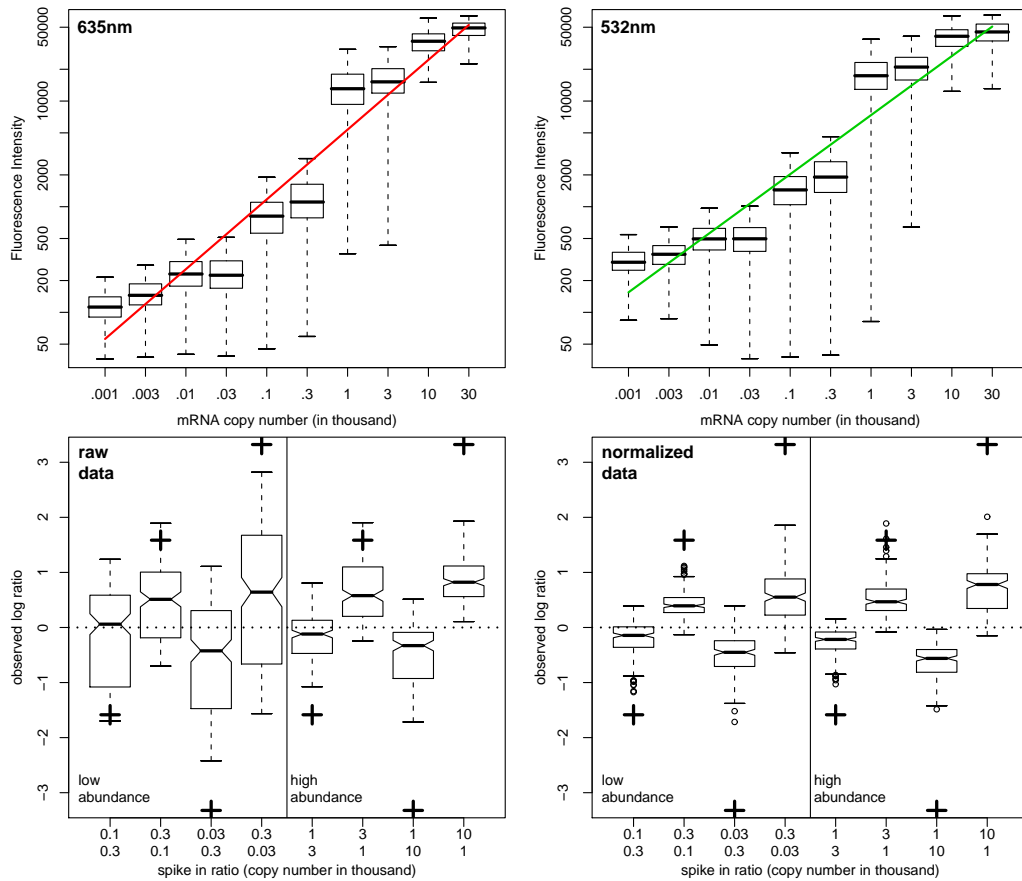 635nm
Fluorescence Intensity
50000
10000
2000
500
200
50
.001 .003 .01 .03 .1 .3 1 3 10 30
mRNA copy number (in thousand)
532nm
Fluorescence Intensity
50000
10000
2000
500
200
50
.001 .003 .01 .03 .1 .3 1 3 10 30
mRNA copy number (in thousand)
raw
data
observed log ratio
3
2
1
0
−1
−2
−3
low
abundance
high
abundance
0.1 0.3 0.03 0.3 1 3 1 10
0.3 0.1 0.3 0.03 3 1 10 1
spike in ratio (copy number in thousand)
normalized
data
observed log ratio
3
2
1
0
−1
−2
−3
low
abundance
high
abundance
0.1 0.3 0.03 0.3 1 3 1 10
0.3 0.1 0.3 0.03 3 1 10 1
spike in ratio (copy number in thousand)